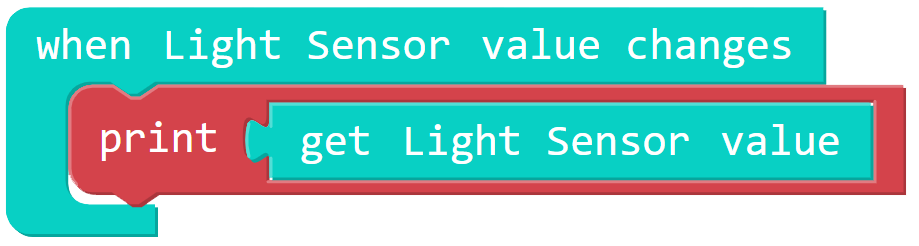 when Light Sensor value changes
print get Light Sensor value